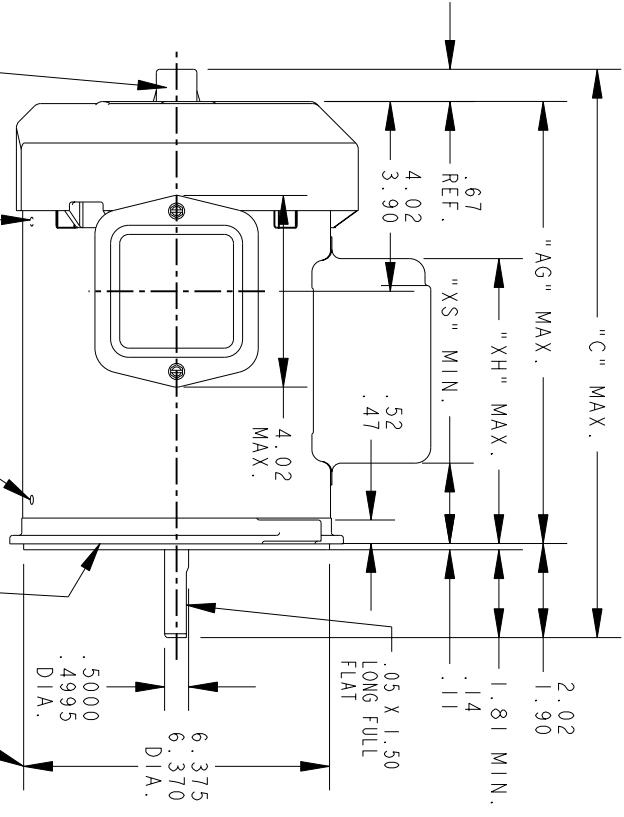 "C" MAX.
"AG" MAX.
2.02
1.90
"XH" MAX.
1.81 MIN.
.67
REF.
"XS" MIN.
.14
.11
4.02
3.90
.52
.47
.05 X 1.50
LONG FULL
FLAT
4.02
MAX.
6.375
6.370
DIA.
.5000
.4995
DIA.